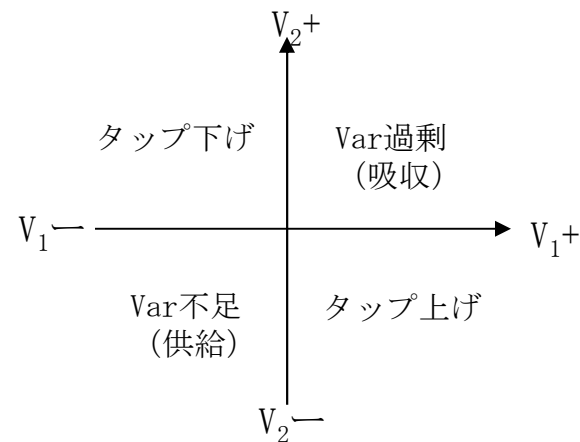 V₂+
タップ下げ
Var過剰
(吸収)
V₁ー
V₁+
Var不足
(供給)
タップ上げ
V₂ー